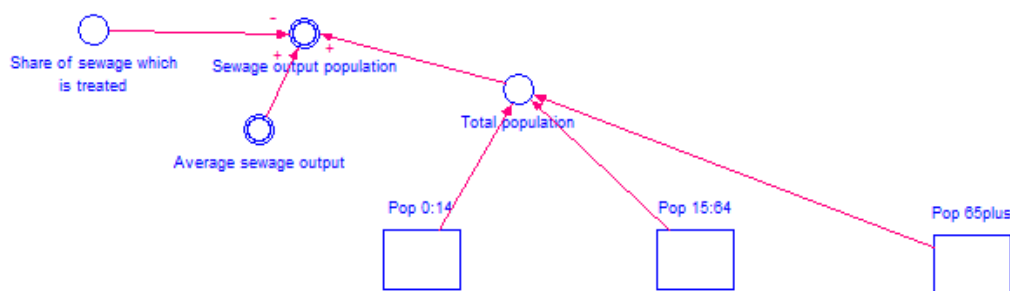 -
Share of sewage which
is treated
+
+
Sewage output population
Average sewage output
Total population
Pop 0:14
Pop 15:64
Pop 65plus